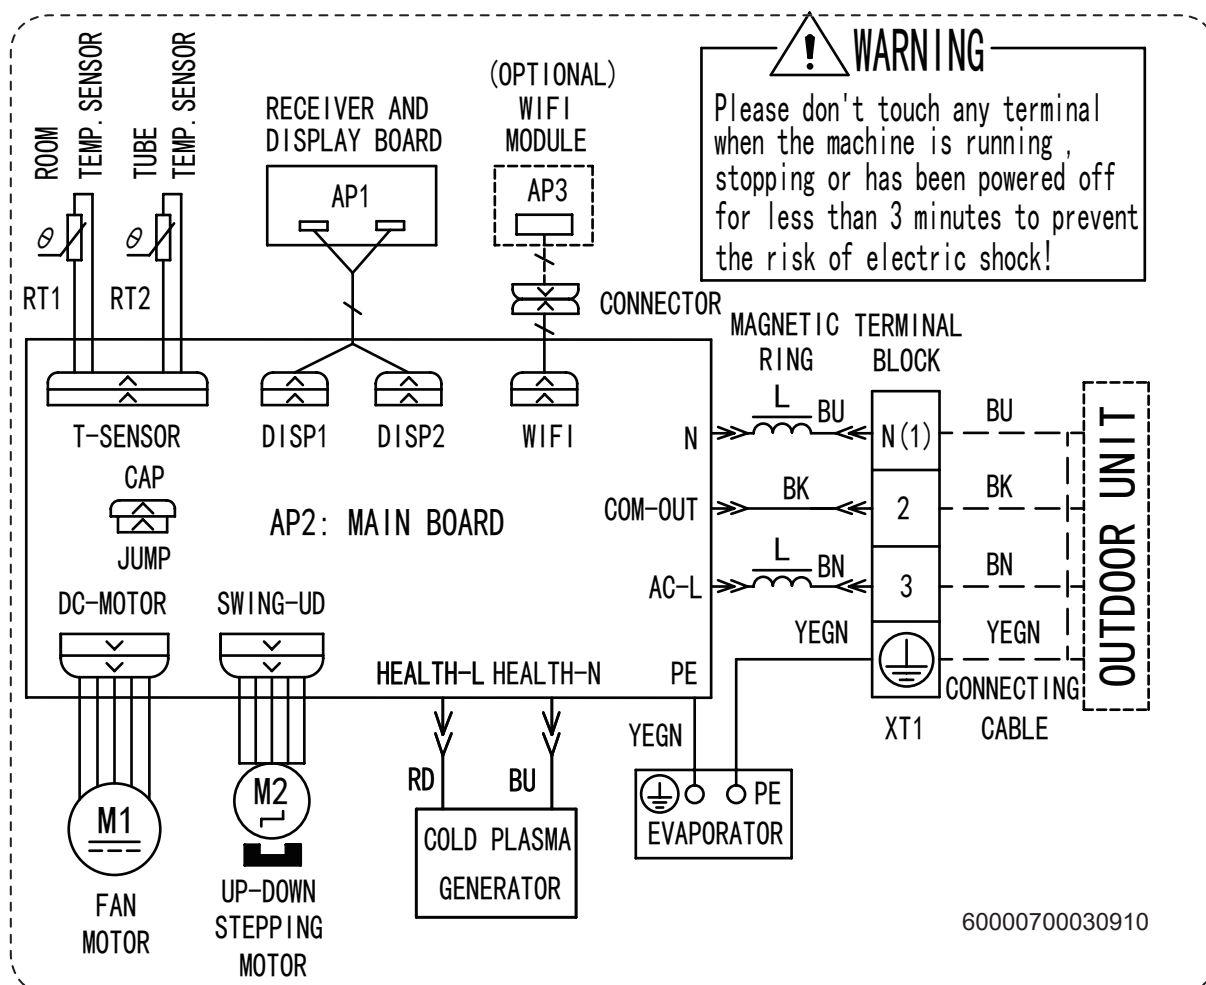 ROOM
TEMP. SENSOR
TUBE
TEMP. SENSOR
θ
RT1
θ
RT2
RECEIVER AND
DISPLAY BOARD
AP1
(OPTIONAL)
WIFI
MODULE
AP3
CONNECTOR
WARNING
!
Please don't touch any terminal
when the machine is running ,
stopping or has been powered off
for less than 3 minutes to prevent
the risk of electric shock!
MAGNETIC
RING
TERMINAL
BLOCK
T-SENSOR
DISP1
DISP2
WIFI
CAP
JUMP
AP2: MAIN BOARD
DC-MOTOR
SWING-UD
HEALTH-L
HEALTH-N
PE
N
L
BU
N(1)
BU
COM-OUT
BK
2
BK
AC-L
L
BN
3
BN
YEGN
YEGN
OUTDOOR UNIT
CONNECTING
CABLE
XT1
YEGN
PE
EVAPORATOR
RD
BU
COLD PLASMA
GENERATOR
M1
FAN
MOTOR
M2
UP-DOWN
STEPPING
MOTOR
60000700030910